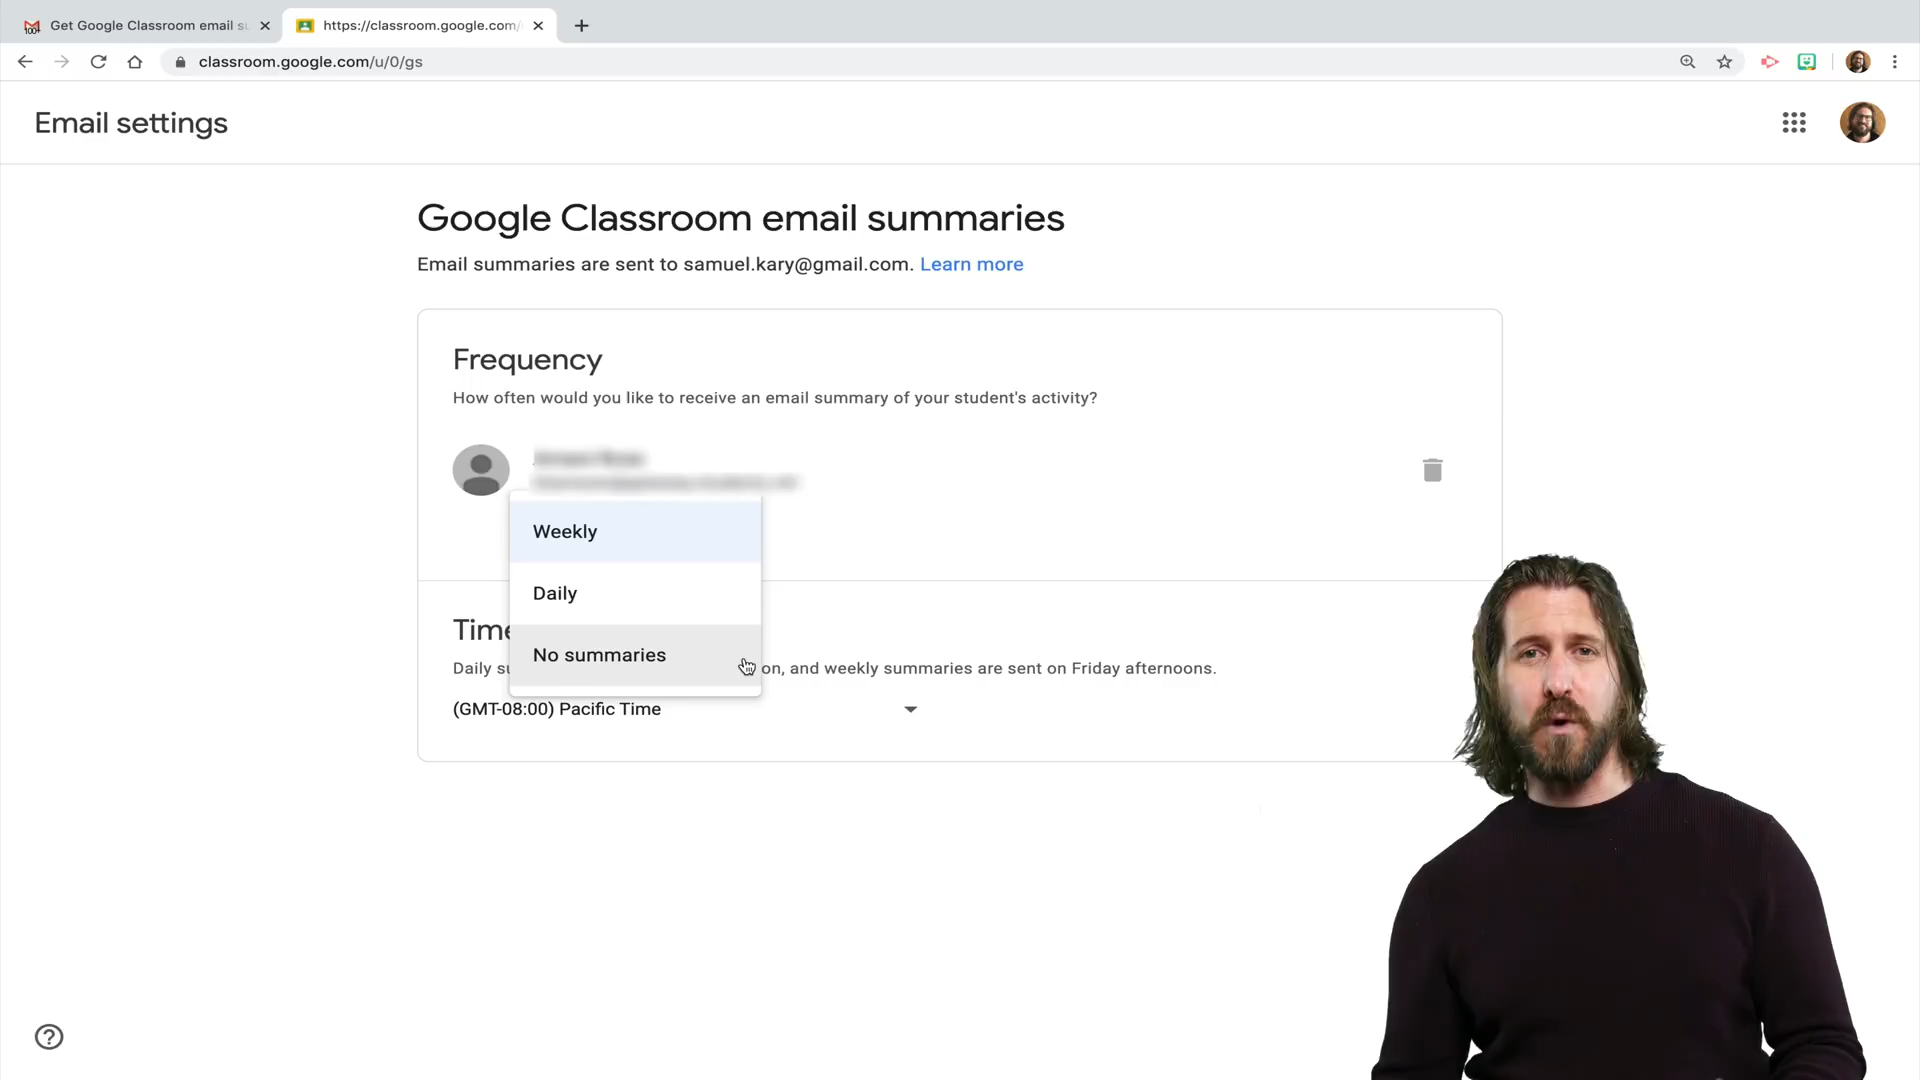 Get Google Classroom email su
https://classroom.google.com/
classroom.google.com/u/0/gs
Email settings
Google Classroom email summaries
Email summaries are sent to samuel.kary@gmail.com. Learn more
Frequency
How often would you like to receive an email summary of your student's activity?
Weekly
Daily
No summaries
Time
Daily su on, and weekly summaries are sent on Friday afternoons.
(GMT-08:00) Pacific Time